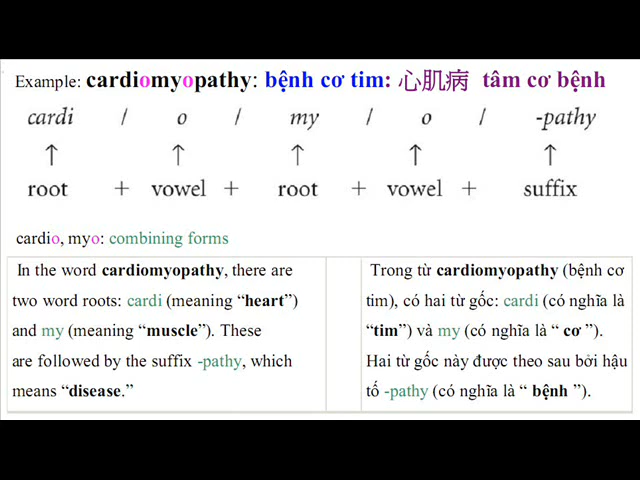 Example: cardiomyopathy: bệnh cơ tim: 心肌病 tâm cơ bệnh
cardi / o / my / o / -pathy
↑ ↑ ↑ ↑ ↑
root + vowel + root + vowel + suffix
cardio, myo: combining forms
In the word cardiomyopathy, there are
two word roots: cardi (meaning “heart”)
and my (meaning “muscle”). These
are followed by the suffix -pathy, which
means “disease.”
Trong từ cardiomyopathy (bệnh cơ
tim), có hai từ gốc: cardi (có nghĩa là
“tim”) và my (có nghĩa là “ cơ ”).
Hai từ gốc này được theo sau bởi hậu
tố -pathy (có nghĩa là “ bệnh ”).